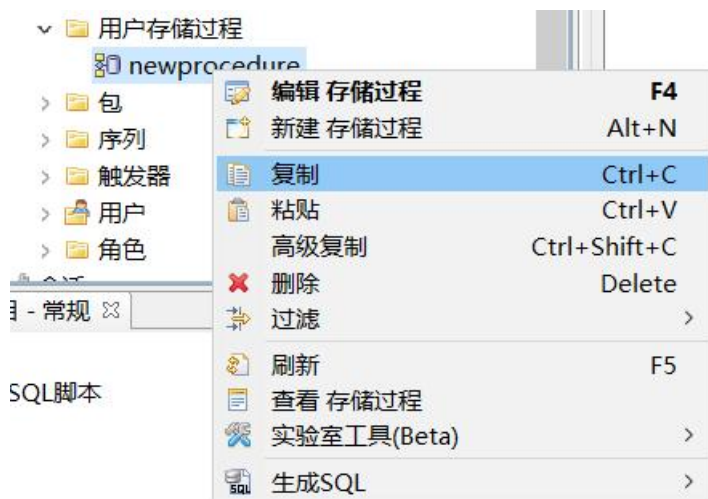 用户存储过程
newprocedure
包
序列
触发器
用户
角色
- 常规
SQL脚本
编辑 存储过程 F4
新建 存储过程 Alt+N
复制 Ctrl+C
粘贴 Ctrl+V
高级复制 Ctrl+Shift+C
删除 Delete
过滤
刷新 F5
查看 存储过程
实验室工具(Beta)
生成SQL